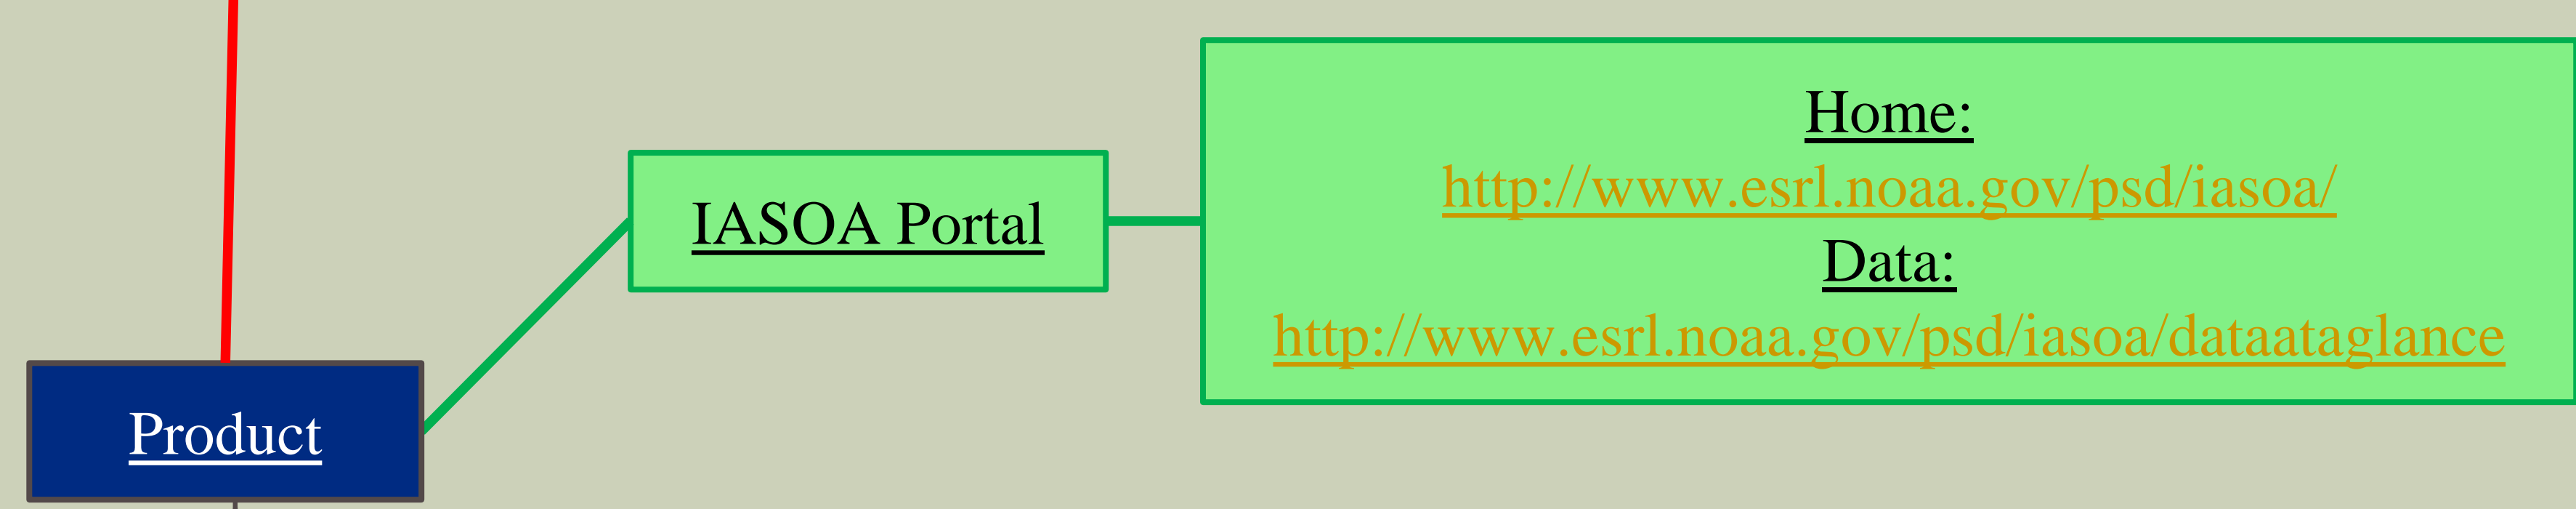 Home:
http://www.esrl.noaa.gov/psd/iasoa/
IASOA Portal
Data:
http://www.esrl.noaa.gov/psd/iasoa/dataataglance
Product